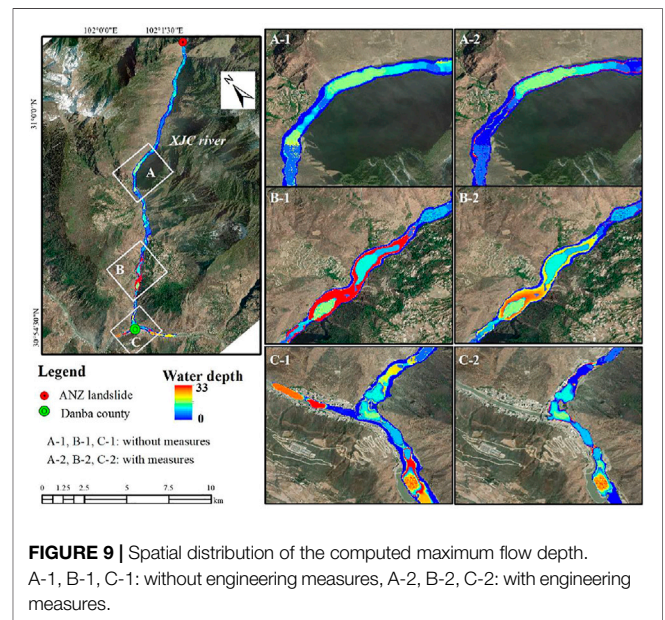 102°0'0"E 102°1'30"E
A-1
A-2
31°0'0"N
XJC river
A
B
C
30°54'30"N
B-1
B-2
C-1
C-2
N
Legend
ANZ landslide
Danba county
Water depth
33
0
A-1, B-1, C-1: without measures
A-2, B-2, C-2: with measures
0 1.25 2.5 5 7.5 10
km
FIGURE 9 | Spatial distribution of the computed maximum flow depth.
A-1, B-1, C-1: without engineering measures, A-2, B-2, C-2: with engineering
measures.